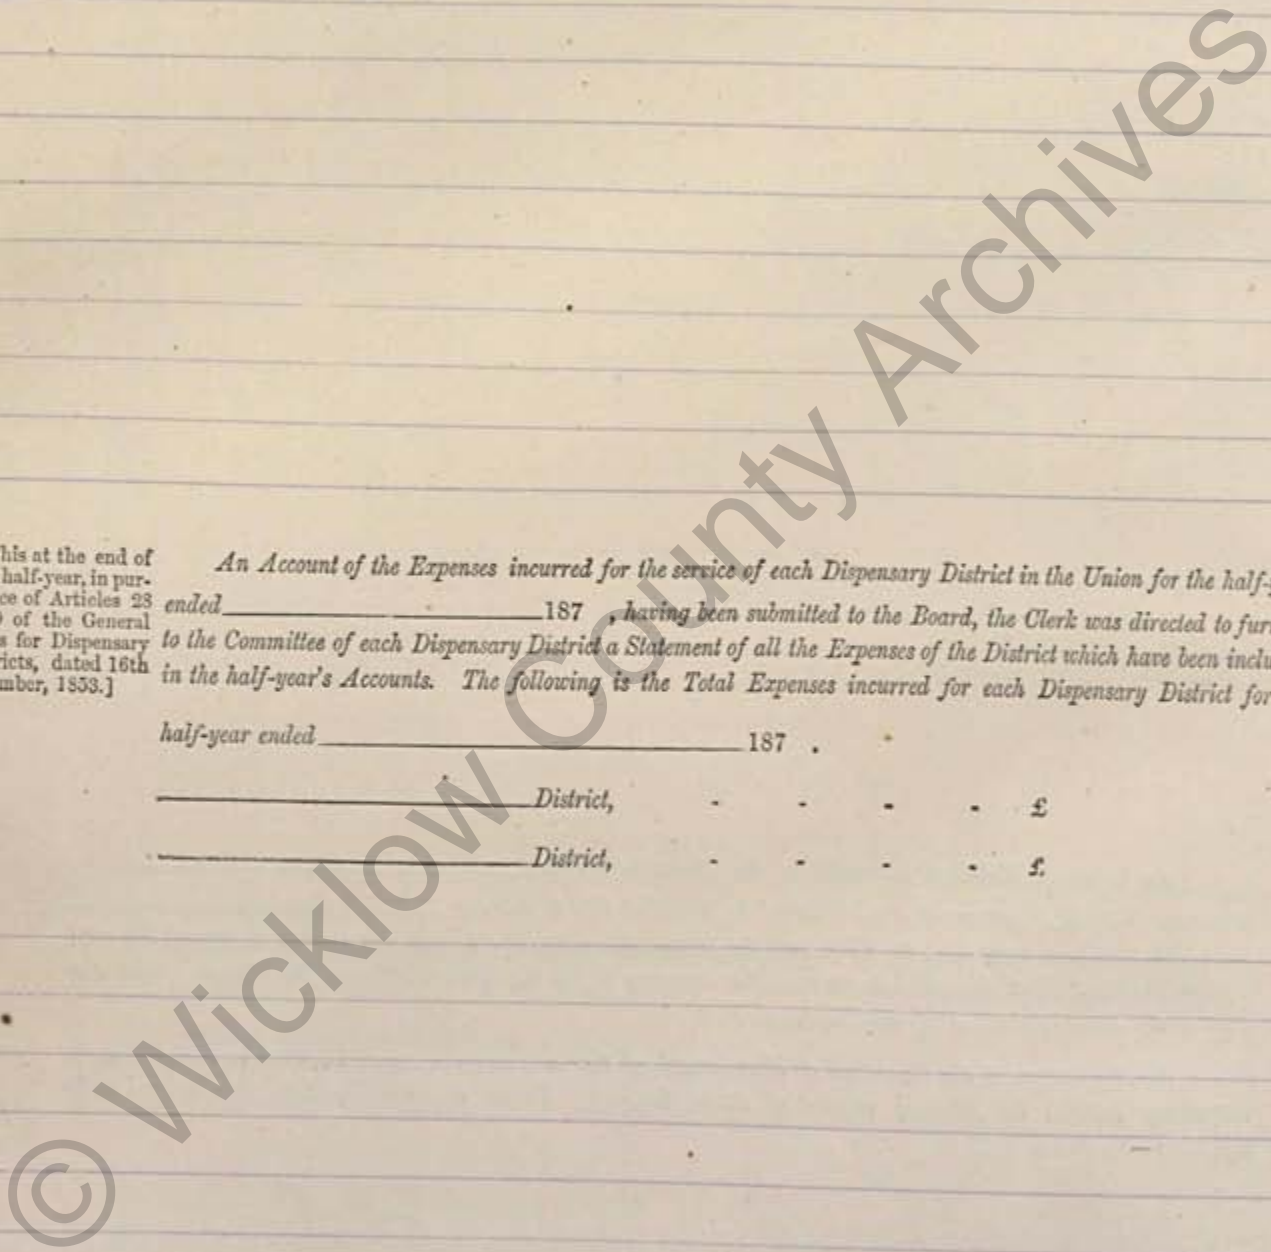 his at the end of
half-year, in pur-
ce of Articles 28
of the General
s for Dispensary
ricts, dated 16th
mber, 1853.]
An Account of the Expenses incurred for the service of each Dispensary District in the Union for the half-
ended 187 , having been submitted to the Board, the Clerk was directed to fur
to the Committee of each Dispensary District a Statement of all the Expenses of the District which have been inclu
in the half-year's Accounts. The following is the Total Expenses incurred for each Dispensary District for
half-year ended 187 .
District, - - - - £
District, - - - - £
© Wicklow County Archives